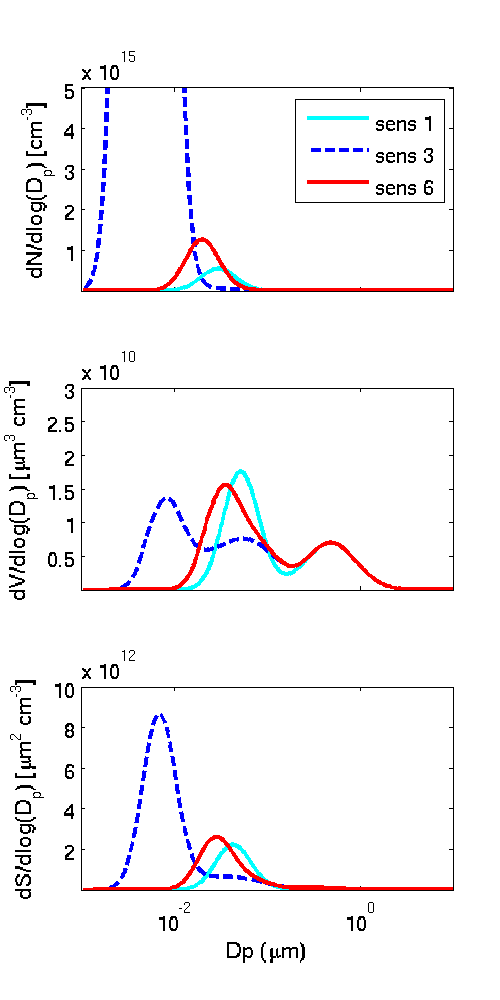 x 10^15
dN/dlog(D_p) [cm^-3]
5
4
3
2
1
sens 1
sens 3
sens 6
x 10^10
dV/dlog(D_p) [μm^3 cm^-3]
3
2.5
2
1.5
1
0.5
x 10^12
dS/dlog(D_p) [μm^2 cm^-3]
10
8
6
4
2
10^-2
10^0
Dp (μm)